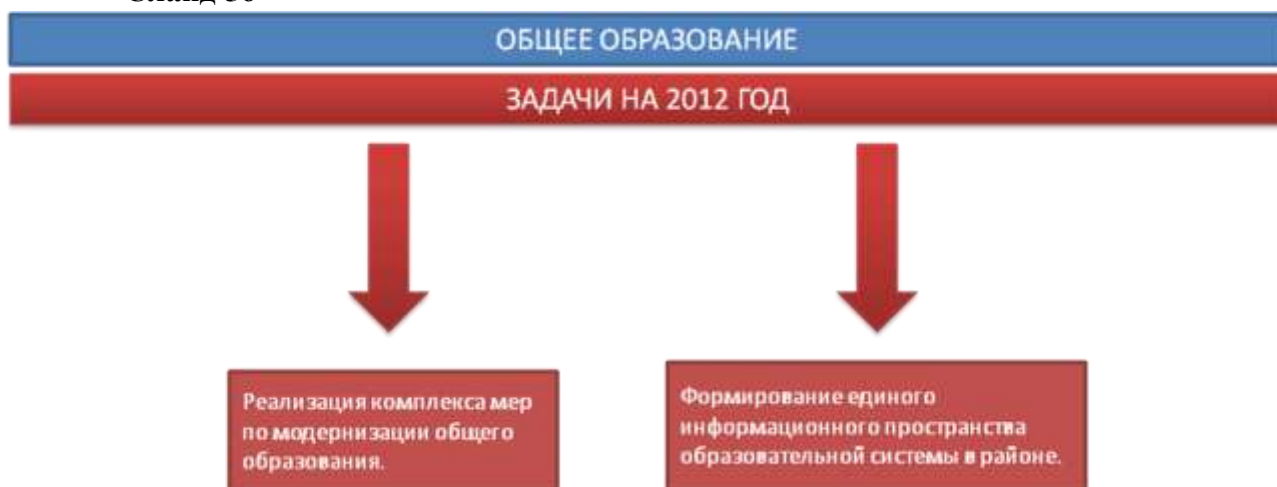 ОБЩЕЕ ОБРАЗОВАНИЕ
ЗАДАЧИ НА 2012 ГОД
Реализация комплекса мер
по модернизации общего
образования.
Формирование единого
информационного пространства
образовательной системы в районе.